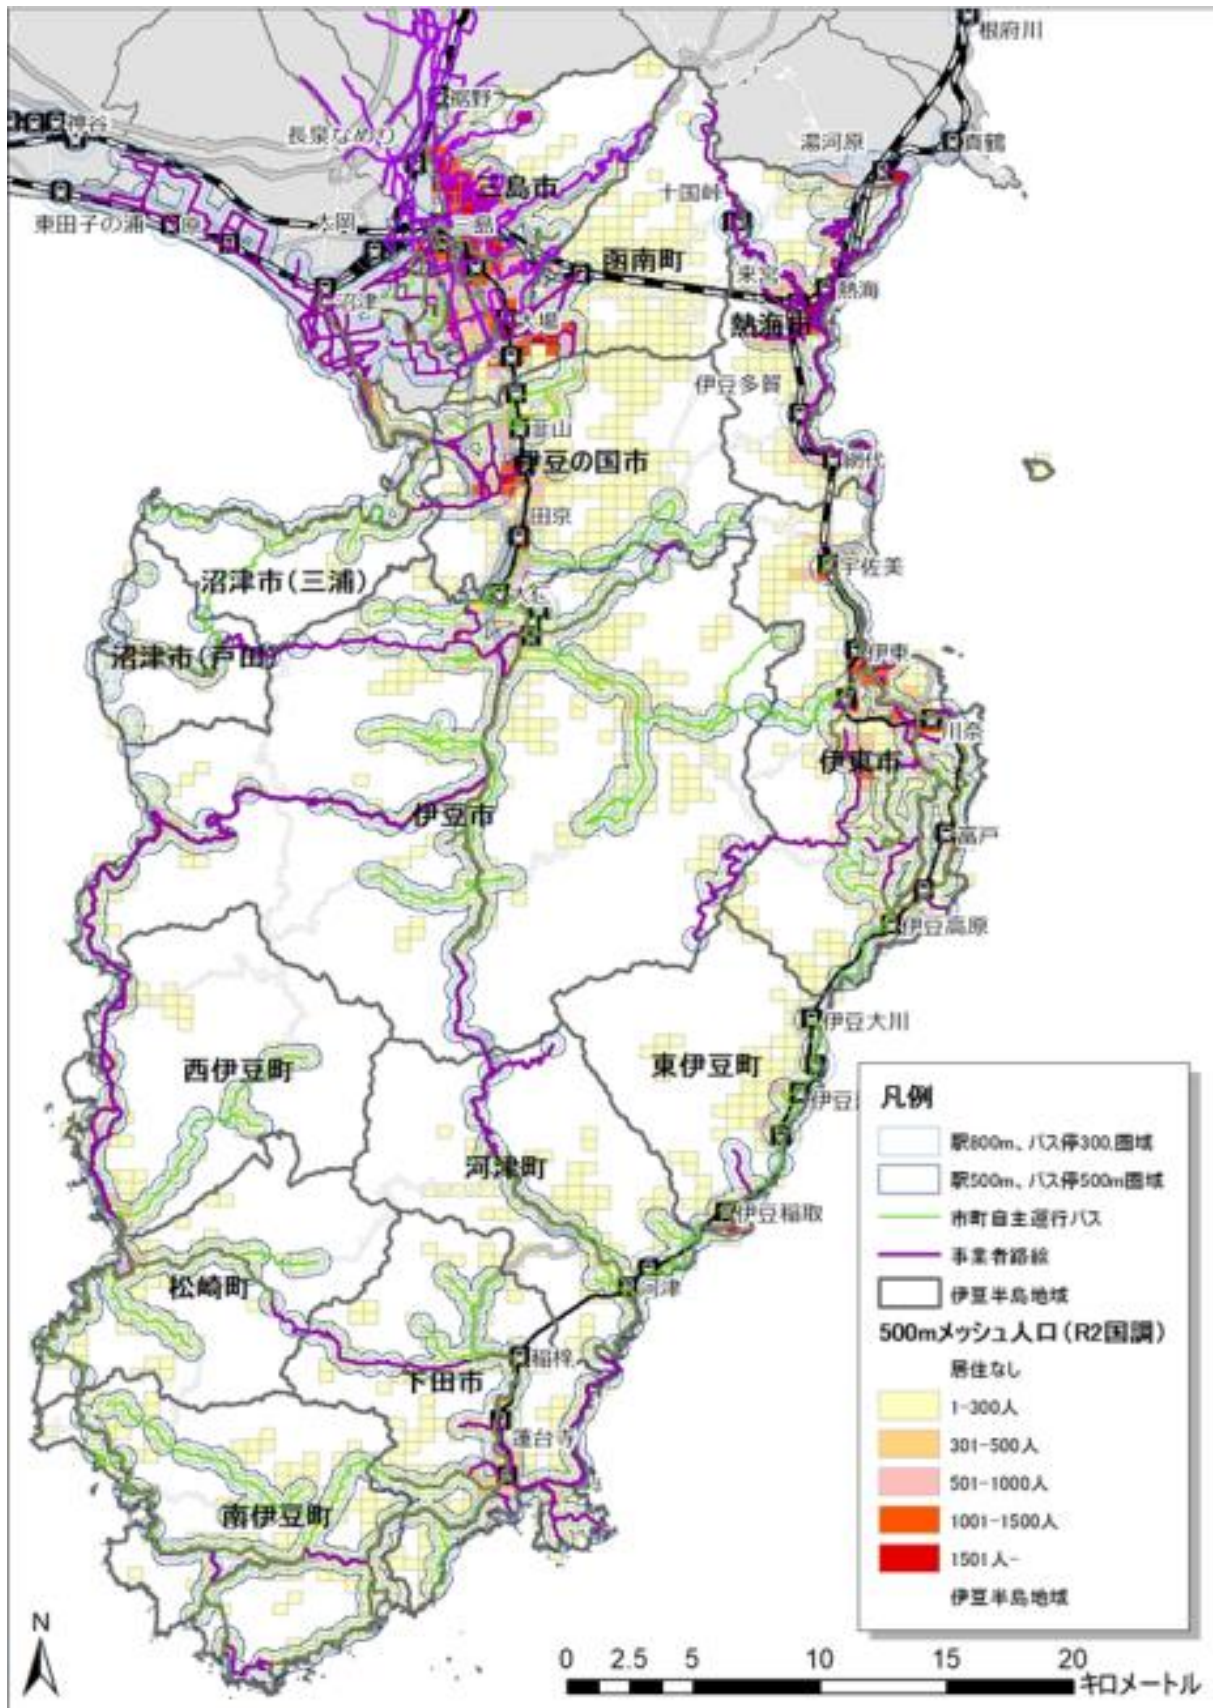 根府川
裾野
神谷
長泉なめり
湯河原
真鶴
三島市
十国峠
東田子の浦
原
大岡
三島
函南町
来宮
熱海
沼津
大場
熱海市
伊豆多賀
韮山
伊豆の国市
網代
田京
宇佐美
沼津市(三浦)
大仁
沼津市(戸田)
伊東
川奈
伊東市
伊豆市
富戸
伊豆高原
伊豆大川
西伊豆町
東伊豆町
河津町
伊豆稲取
松崎町
河津
稲梓
下田市
蓮台寺
南伊豆町
凡例
駅800m、バス停300.圏域
駅500m、バス停500m圏域
市町自主運行バス
事業者路線
伊豆半島地域
500mメッシュ人口(R2国調)
居住なし
1-300人
301-500人
501-1000人
1001-1500人
1501人-
伊豆半島地域
N
0 2.5 5 10 15 20
キロメートル